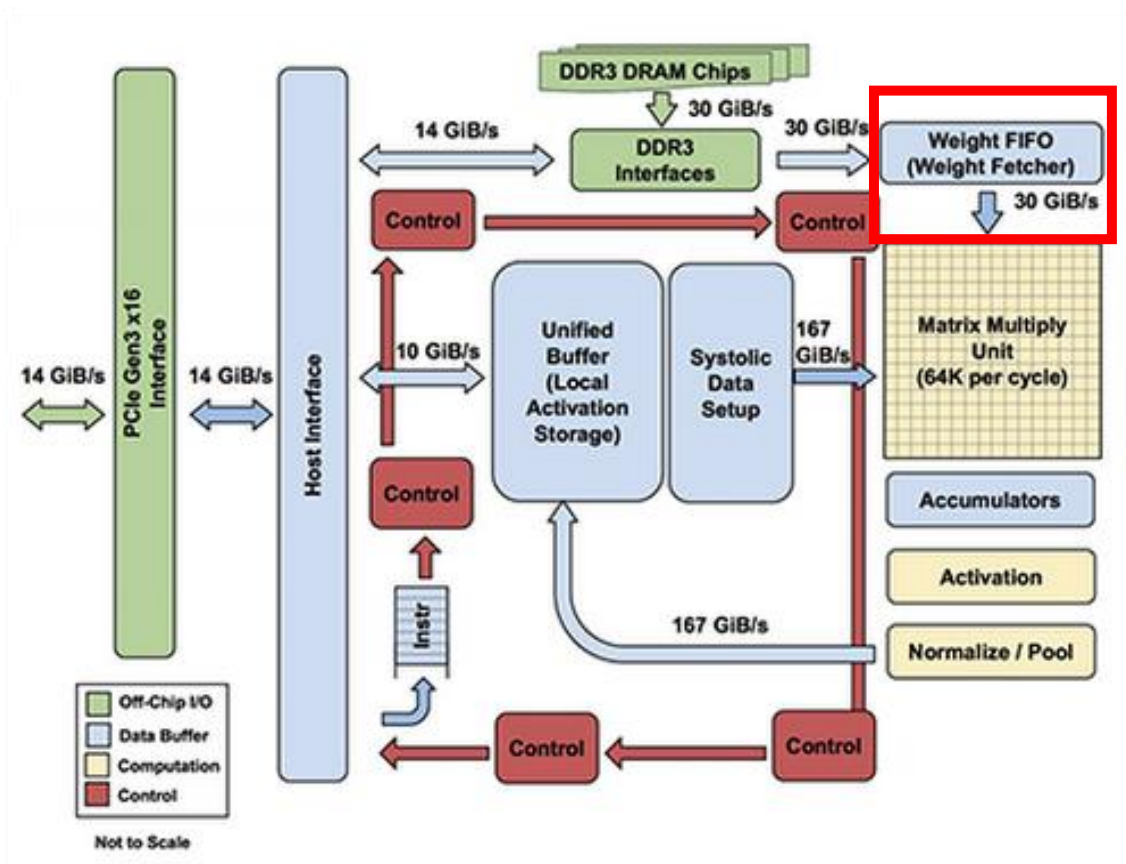 DDR3 DRAM Chips
30 GiB/s
14 GiB/s
DDR3
Interfaces
30 GiB/s
Weight FIFO
(Weight Fetcher)
30 GiB/s
Control
Control
PCIe Gen3 x16
Interface
14 GiB/s
14 GiB/s
Host Interface
10 GiB/s
Unified
Buffer
(Local
Activation
Storage)
Systolic
Data
Setup
167
GiB/s
Matrix Multiply
Unit
(64K per cycle)
Control
Accumulators
Activation
Instr
167 GiB/s
Normalize / Pool
Control
Control
Off-Chip I/O
Data Buffer
Computation
Control
Not to Scale